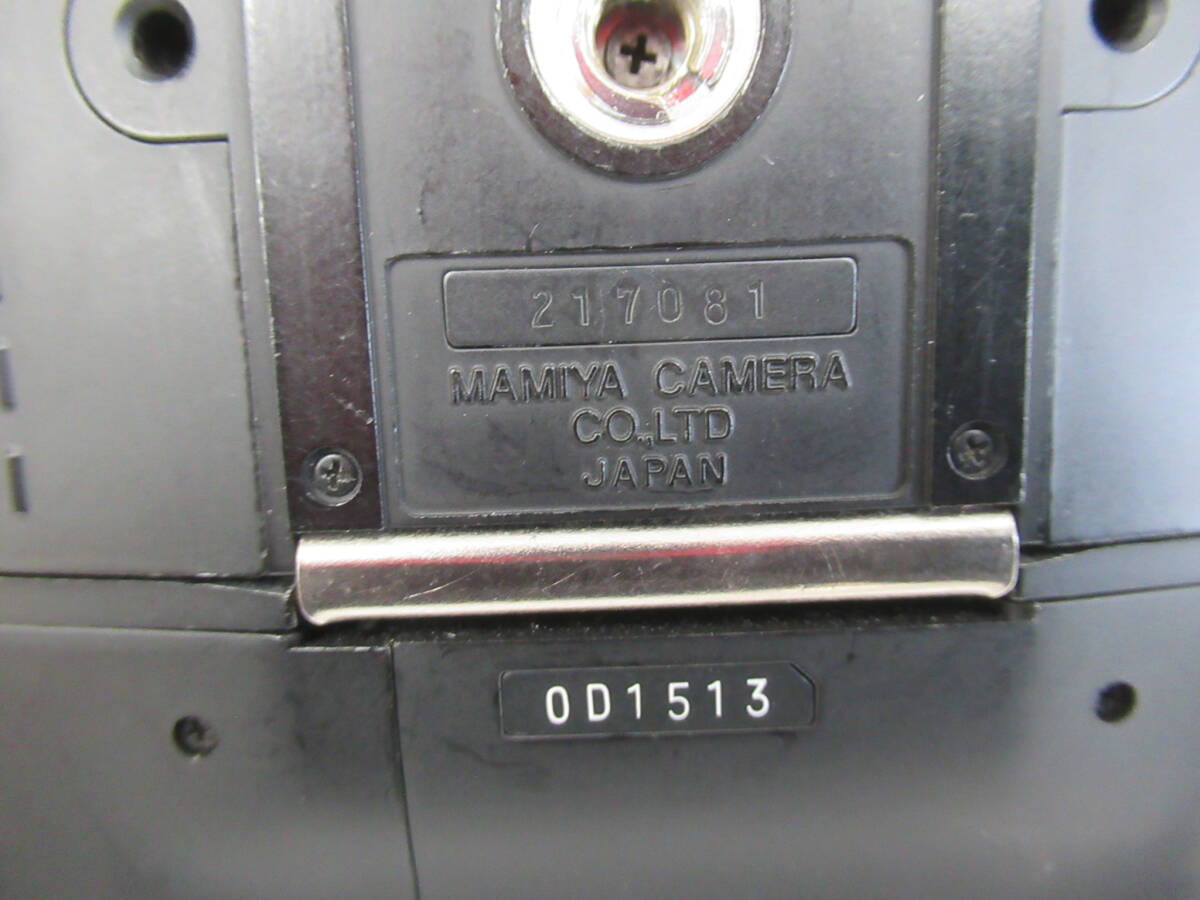 217081
MAMIYA CAMERA
CO.,LTD
JAPAN
0D1513